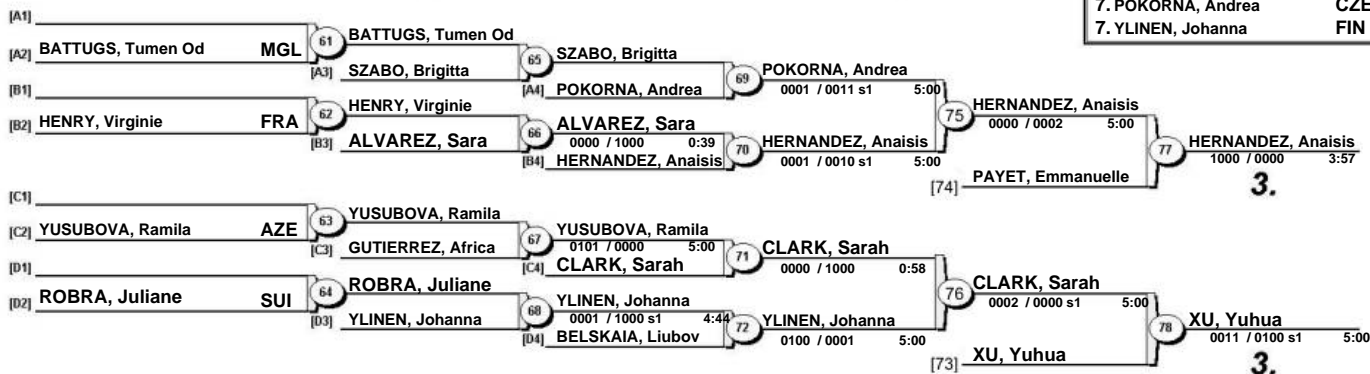 7. POKORNA, Andrea CZE
7. YLINEN, Johanna FIN
[A1]
[A2] BATTUGS, Tumen Od MGL
61 BATTUGS, Tumen Od
[A3] SZABO, Brigitta
65 SZABO, Brigitta
[A4] POKORNA, Andrea
69 POKORNA, Andrea
0001 / 0011 s1 5:00
[B1]
[B2] HENRY, Virginie FRA
62 HENRY, Virginie
[B3] ALVAREZ, Sara
66 ALVAREZ, Sara
0000 / 1000 0:39
[B4] HERNANDEZ, Anaisis
70 HERNANDEZ, Anaisis
0001 / 0010 s1 5:00
75 HERNANDEZ, Anaisis
0000 / 0002 5:00
[74] PAYET, Emmanuelle
77 HERNANDEZ, Anaisis
1000 / 0000 3:57
3.
[C1]
[C2] YUSUBOVA, Ramila AZE
63 YUSUBOVA, Ramila
[C3] GUTIERREZ, Africa
67 YUSUBOVA, Ramila
0101 / 0000 5:00
[C4] CLARK, Sarah
71 CLARK, Sarah
0000 / 1000 0:58
[D1]
[D2] ROBRA, Juliane SUI
64 ROBRA, Juliane
[D3] YLINEN, Johanna
68 YLINEN, Johanna
0001 / 1000 s1 4:44
[D4] BELSKAIA, Liubov
72 YLINEN, Johanna
0100 / 0001 5:00
76 CLARK, Sarah
0002 / 0000 s1 5:00
[73] XU, Yuhua
78 XU, Yuhua
0011 / 0100 s1 5:00
3.